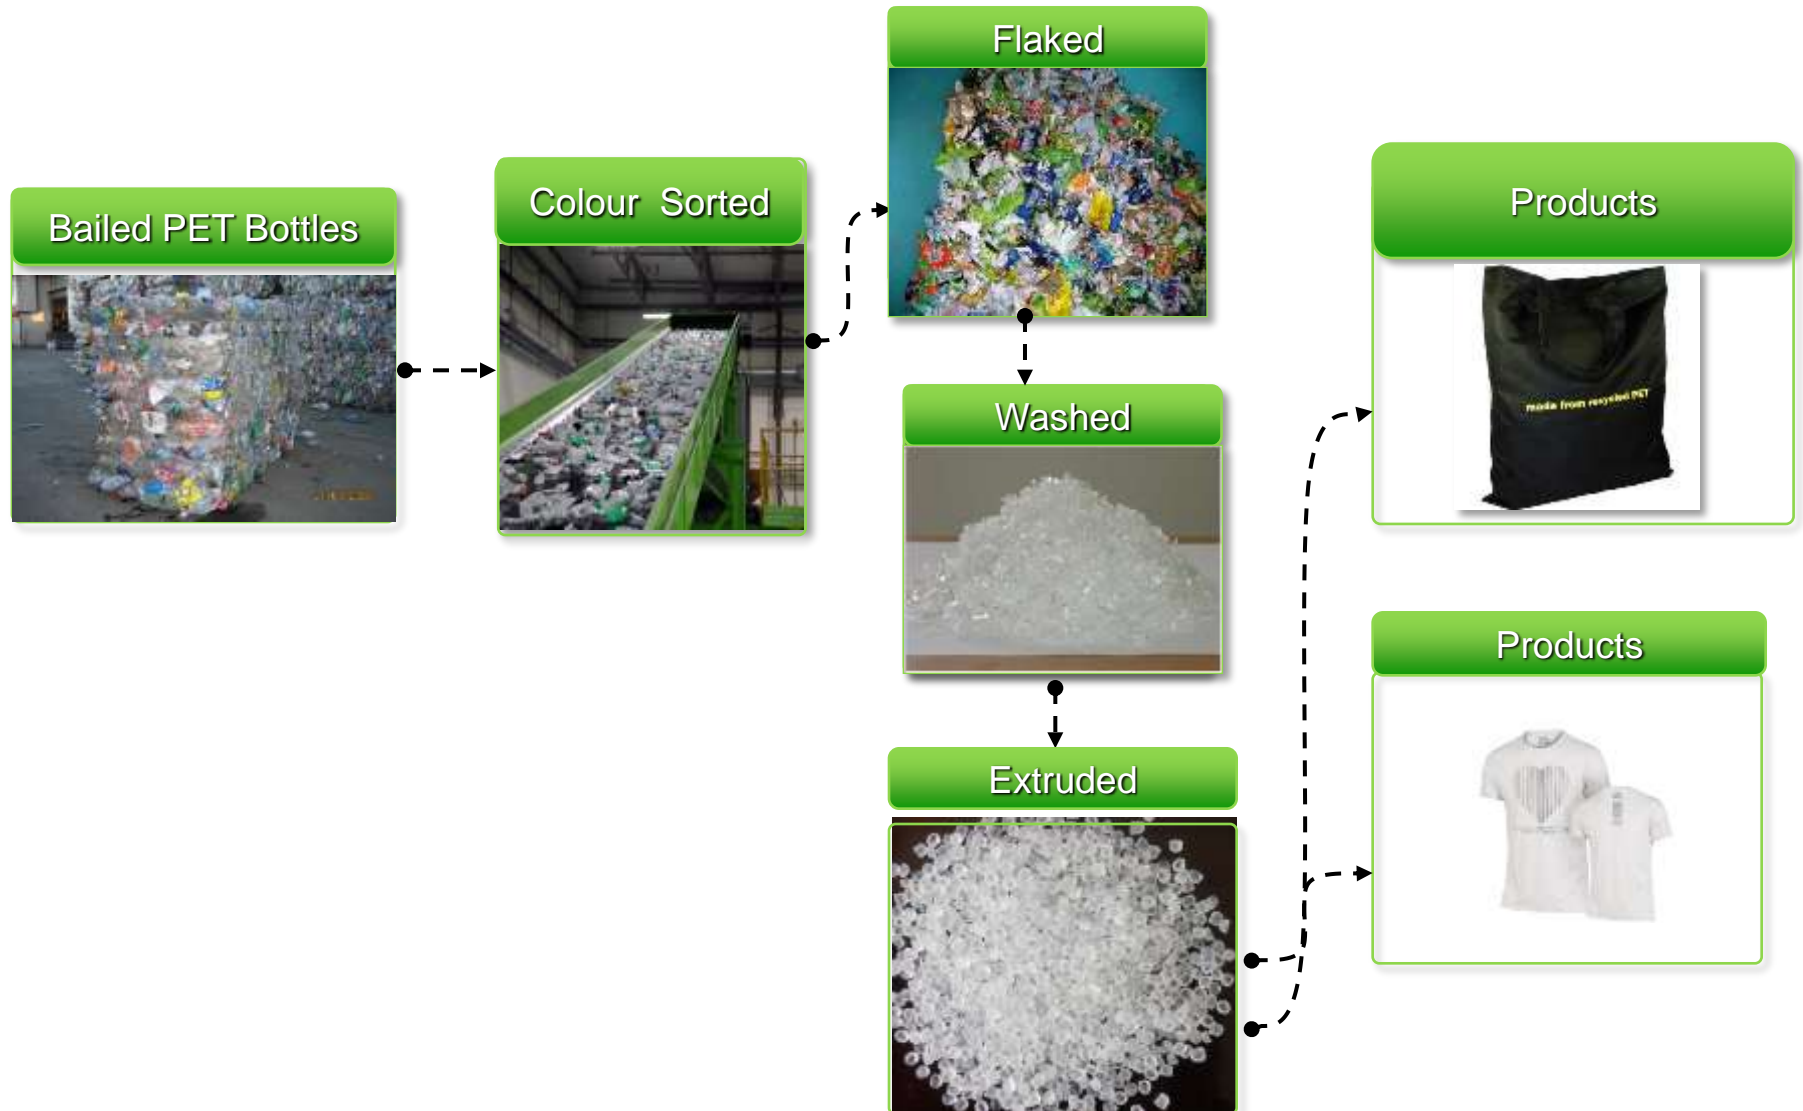 Bailed PET Bottles
Colour Sorted
Flaked
Washed
Extruded
Products
made from recycled PET
Products